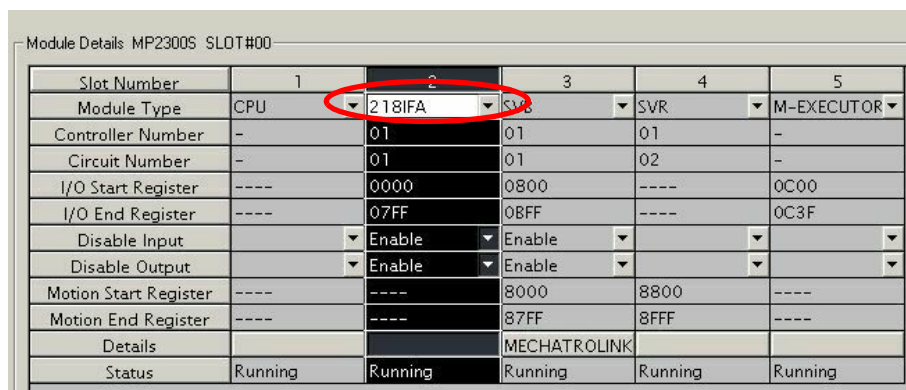 Module Details MP2300S SLOT#00
Slot Number 1 2 3 4 5
Module Type CPU 218IFA SVB SVR M-EXECUTOR
Controller Number - 01 01 01 -
Circuit Number - 01 01 02 -
I/O Start Register ---- 0000 0800 ---- 0C00
I/O End Register ---- 07FF 0BFF ---- 0C3F
Disable Input Enable Enable
Disable Output Enable Enable
Motion Start Register ---- ---- 8000 8800 ----
Motion End Register ---- ---- 87FF 8FFF ----
Details MECHATROLINK
Status Running Running Running Running Running